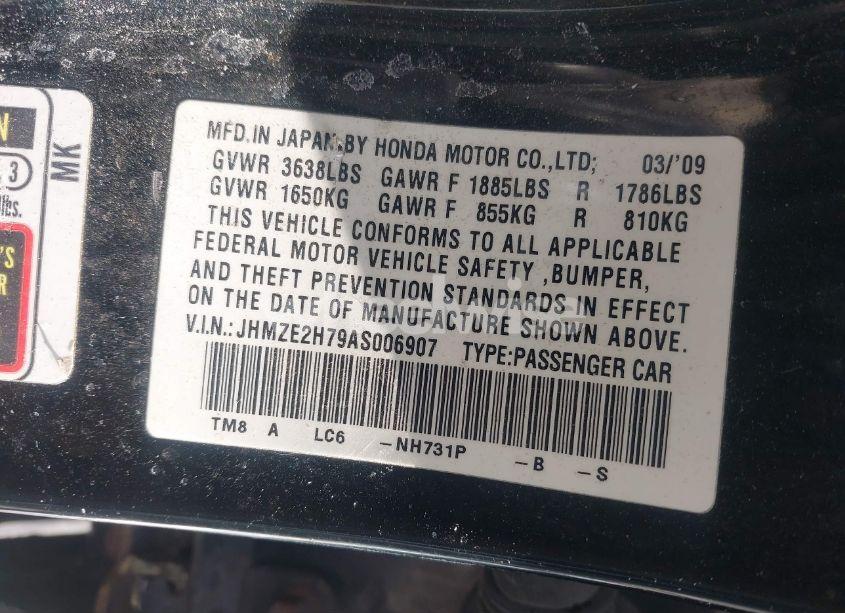 N
3
lbs.
'S
R
MK
MFD. IN JAPAN BY HONDA MOTOR CO.,LTD; 03/'09
GVWR 3638LBS GAWR F 1885LBS R 1786LBS
GVWR 1650KG GAWR F 855KG R 810KG
THIS VEHICLE CONFORMS TO ALL APPLICABLE
FEDERAL MOTOR VEHICLE SAFETY ,BUMPER,
AND THEFT PREVENTION STANDARDS IN EFFECT
ON THE DATE OF MANUFACTURE SHOWN ABOVE.
V.I.N.:JHMZE2H79AS006907 TYPE:PASSENGER CAR
TM8 A LC6 -NH731P -B -S